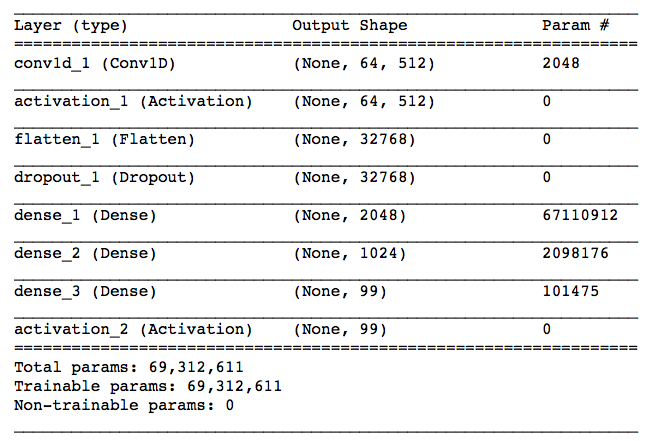 Layer (type) Output Shape Param #
=================================================================
conv1d_1 (Conv1D) (None, 64, 512) 2048
activation_1 (Activation) (None, 64, 512) 0
flatten_1 (Flatten) (None, 32768) 0
dropout_1 (Dropout) (None, 32768) 0
dense_1 (Dense) (None, 2048) 67110912
dense_2 (Dense) (None, 1024) 2098176
dense_3 (Dense) (None, 99) 101475
activation_2 (Activation) (None, 99) 0
=================================================================
Total params: 69,312,611
Trainable params: 69,312,611
Non-trainable params: 0